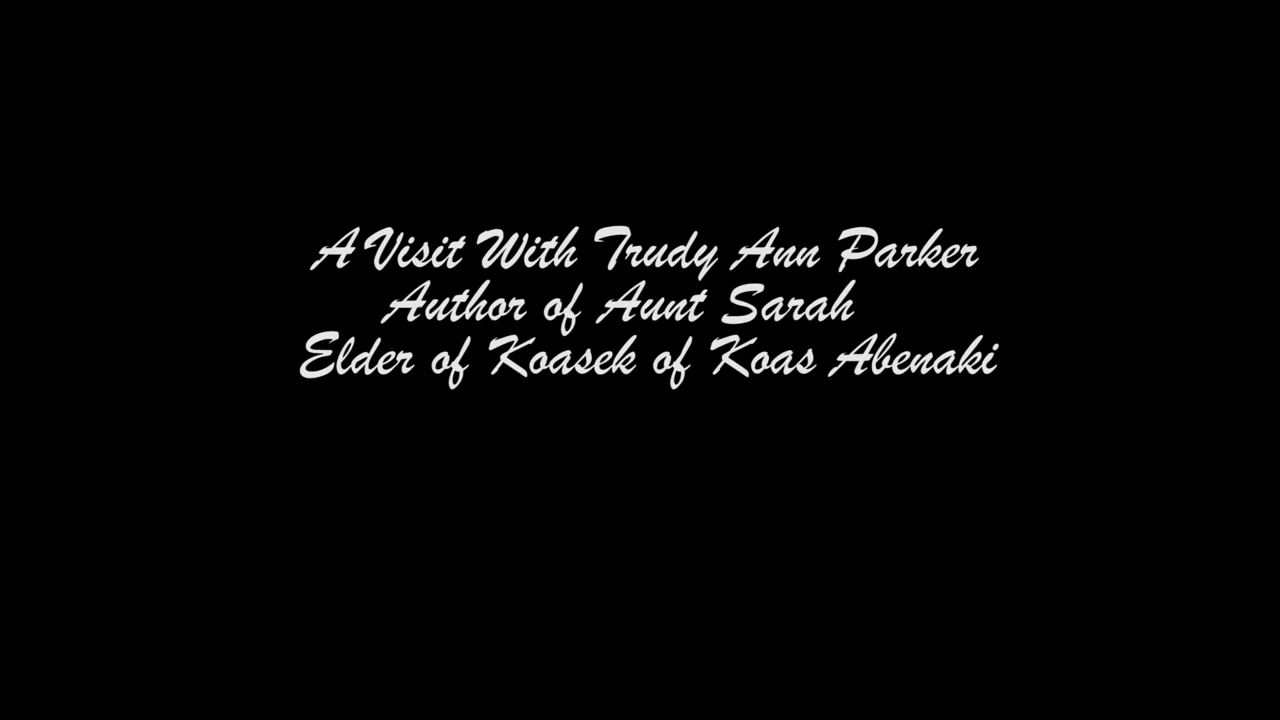 A Visit With Trudy Ann Parker
Author of Aunt Sarah
Elder of Koasek of Koas Abenaki